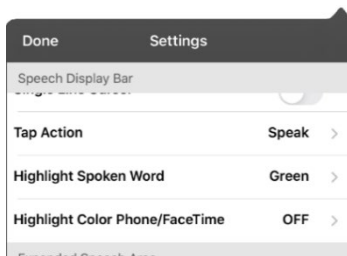 Done Settings
Speech Display Bar
Tap Action Speak
Highlight Spoken Word Green
Highlight Color Phone/FaceTime OFF